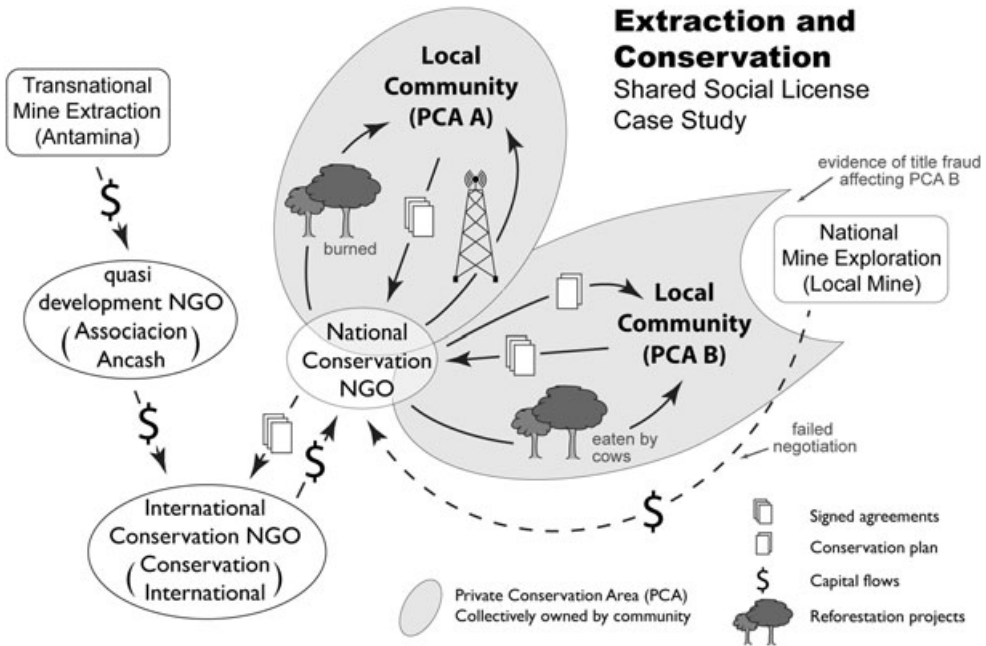 Extraction and
Conservation
Shared Social License
Case Study
Transnational
Mine Extraction
(Antamina)
$
quasi
development NGO
(Associacion
Ancash)
$
International
Conservation NGO
(Conservation
International)
$
National
Conservation
NGO
Local
Community
(PCA A)
burned
Local
Community
(PCA B)
eaten by
cows
evidence of title fraud
affecting PCA B
National
Mine Exploration
(Local Mine)
failed
negotiation
$
Signed agreements
Conservation plan
$ Capital flows
Reforestation projects
Private Conservation Area (PCA)
Collectively owned by community